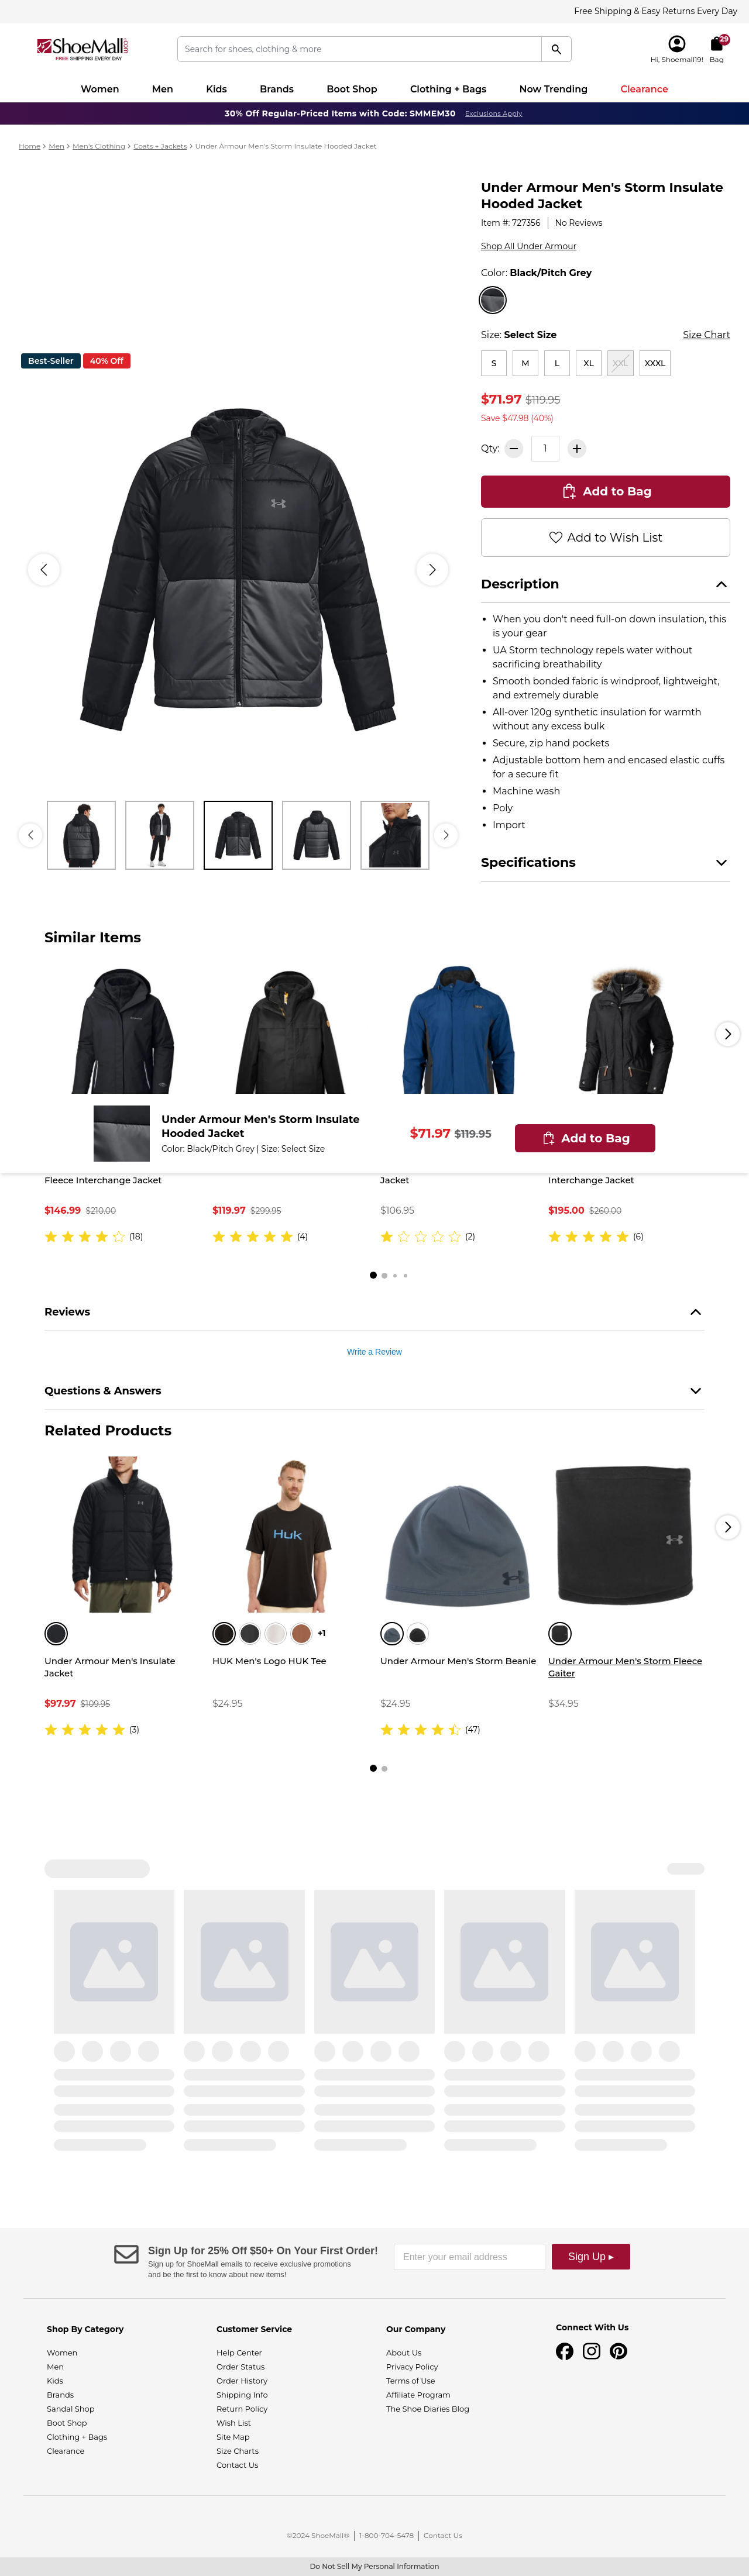 Free Shipping & Easy Returns Every Day
ShoeMall.com
FREE SHIPPING EVERY DAY
Search for shoes, clothing & more
Hi, Shoemall19!
29
Bag
Women Men Kids Brands Boot Shop Clothing + Bags Now Trending Clearance
30% Off Regular-Priced Items with Code: SMMEM30 Exclusions Apply
Home > Men > Men's Clothing > Coats + Jackets > Under Armour Men's Storm Insulate Hooded Jacket
Best-Seller 40% Off
Under Armour Men's Storm Insulate
Hooded Jacket
Item #: 727356 | No Reviews
Shop All Under Armour
Color: Black/Pitch Grey
Size: Select Size Size Chart
S M L XL XXL XXXL
$71.97 $119.95
Save $47.98 (40%)
Qty: 1
Add to Bag
Add to Wish List
Description
• When you don't need full-on down insulation, this
is your gear
• UA Storm technology repels water without
sacrificing breathability
• Smooth bonded fabric is windproof, lightweight,
and extremely durable
• All-over 120g synthetic insulation for warmth
without any excess bulk
• Secure, zip hand pockets
• Adjustable bottom hem and encased elastic cuffs
for a secure fit
• Machine wash
• Poly
• Import
Specifications
Similar Items
Under Armour Men's Storm Insulate
Hooded Jacket
Color: Black/Pitch Grey | Size: Select Size
$71.97 $119.95
Add to Bag
Fleece Interchange Jacket
Jacket
Interchange Jacket
$146.99 $210.00
$119.97 $299.95
$106.95
$195.00 $260.00
(18)
(4)
(2)
(6)
Reviews
Write a Review
Questions & Answers
Related Products
Huk
+1
Under Armour Men's Insulate
Jacket
$97.97 $109.95
(3)
HUK Men's Logo HUK Tee
$24.95
Under Armour Men's Storm Beanie
$24.95
(47)
Under Armour Men's Storm Fleece
Gaiter
$34.95
Sign Up for 25% Off $50+ On Your First Order!
Sign up for ShoeMall emails to receive exclusive promotions
and be the first to know about new items!
Enter your email address
Sign Up ▸
Shop By Category
Women
Men
Kids
Brands
Sandal Shop
Boot Shop
Clothing + Bags
Clearance
Customer Service
Help Center
Order Status
Order History
Shipping Info
Return Policy
Wish List
Site Map
Size Charts
Contact Us
Our Company
About Us
Privacy Policy
Terms of Use
Affiliate Program
The Shoe Diaries Blog
Connect With Us
©2024 ShoeMall® | 1-800-704-5478 | Contact Us
Do Not Sell My Personal Information